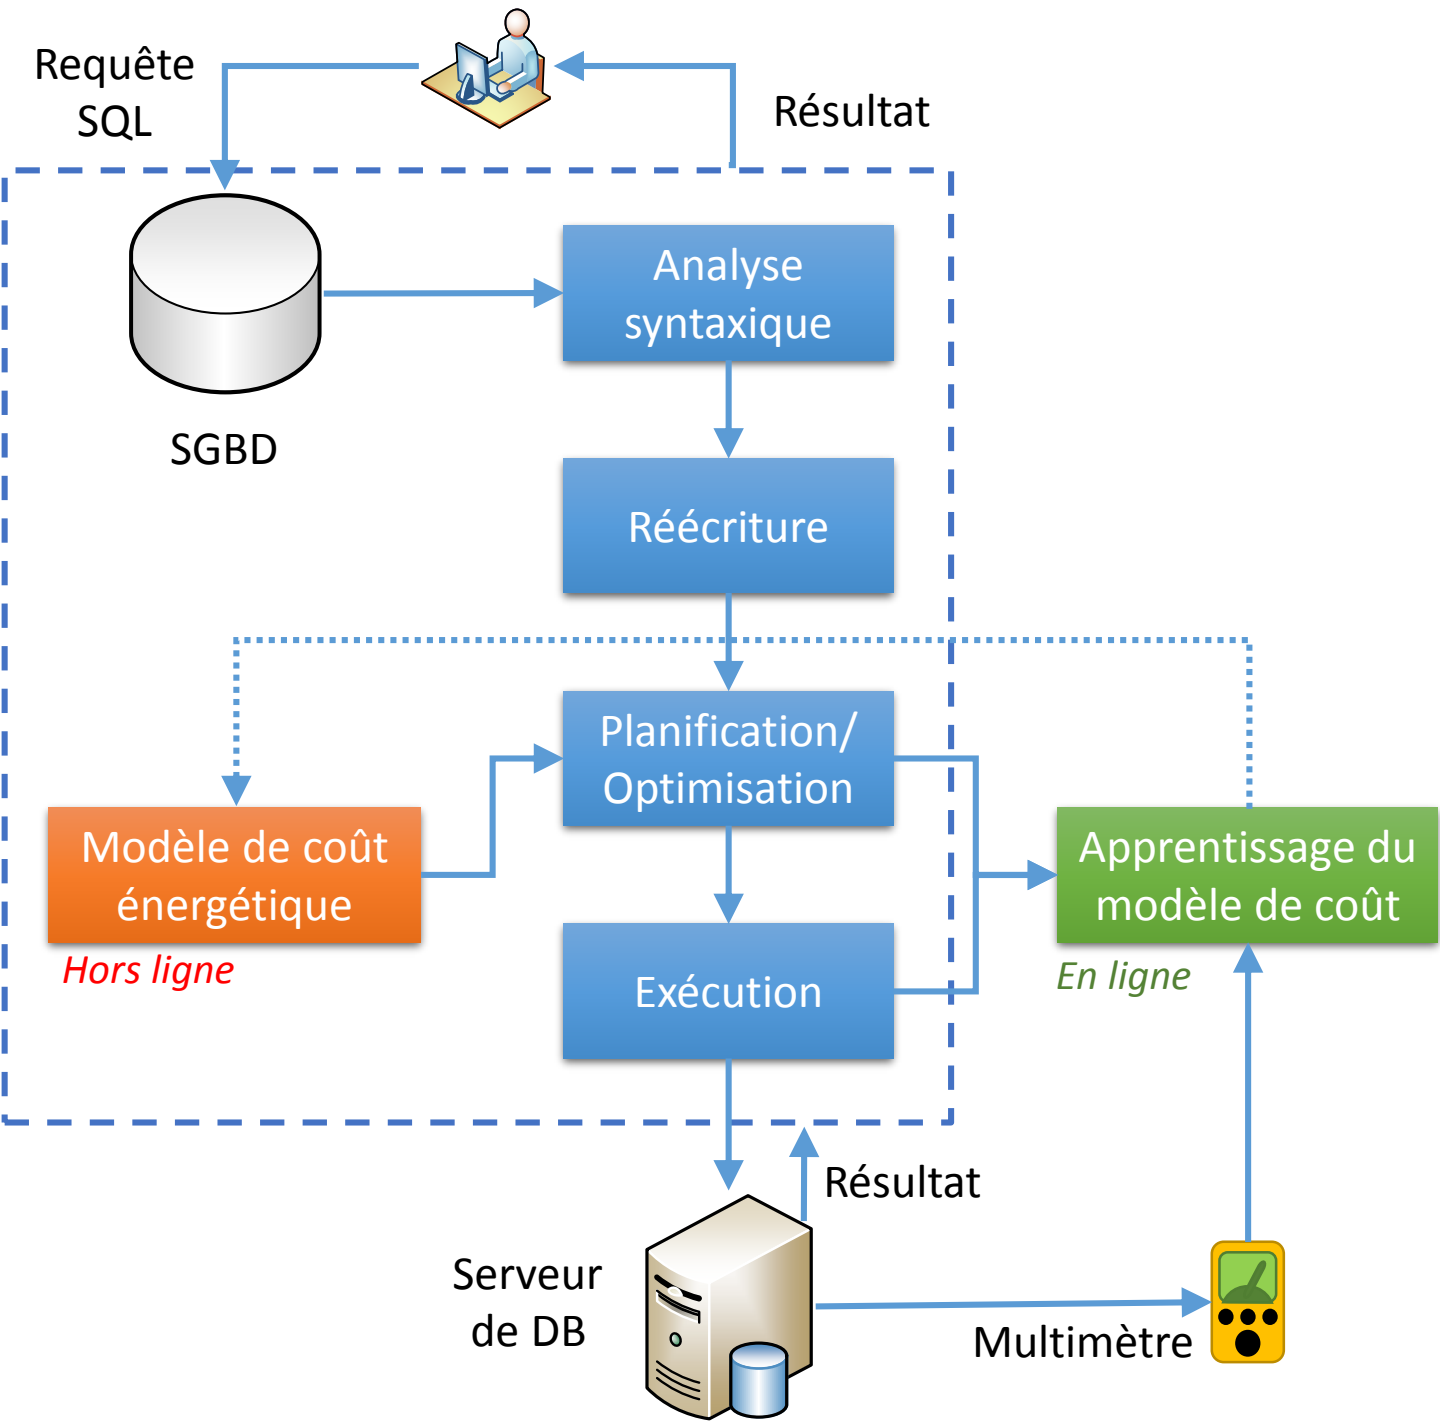 Requête
SQL
Résultat
Analyse
syntaxique
SGBD
Réécriture
Planification/
Optimisation
Modèle de coût
énergétique
Hors ligne
Apprentissage du
modèle de coût
En ligne
Exécution
Résultat
Serveur
de DB
Multimètre